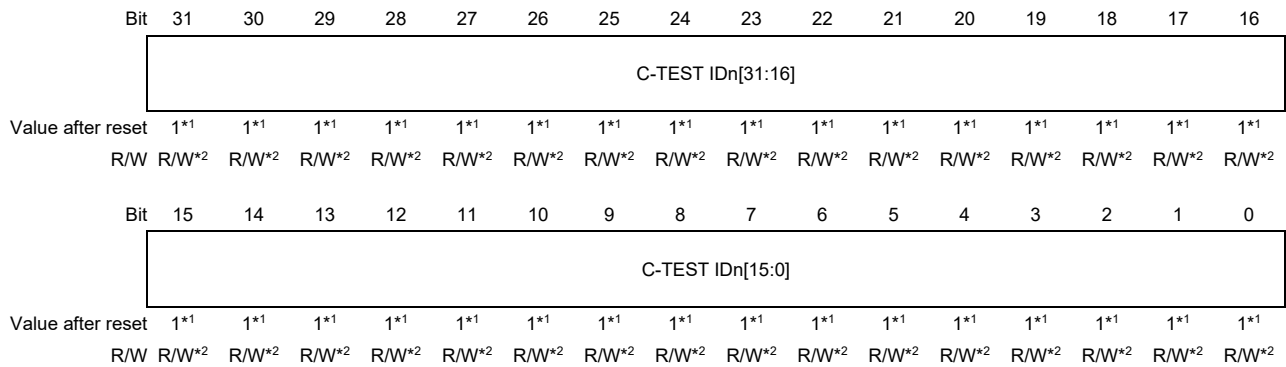 Bit 31 30 29 28 27 26 25 24 23 22 21 20 19 18 17 16
C-TEST IDn[31:16]
Value after reset 1*1 1*1 1*1 1*1 1*1 1*1 1*1 1*1 1*1 1*1 1*1 1*1 1*1 1*1 1*1 1*1
R/W R/W*2 R/W*2 R/W*2 R/W*2 R/W*2 R/W*2 R/W*2 R/W*2 R/W*2 R/W*2 R/W*2 R/W*2 R/W*2 R/W*2 R/W*2 R/W*2
Bit 15 14 13 12 11 10 9 8 7 6 5 4 3 2 1 0
C-TEST IDn[15:0]
Value after reset 1*1 1*1 1*1 1*1 1*1 1*1 1*1 1*1 1*1 1*1 1*1 1*1 1*1 1*1 1*1 1*1
R/W R/W*2 R/W*2 R/W*2 R/W*2 R/W*2 R/W*2 R/W*2 R/W*2 R/W*2 R/W*2 R/W*2 R/W*2 R/W*2 R/W*2 R/W*2 R/W*2